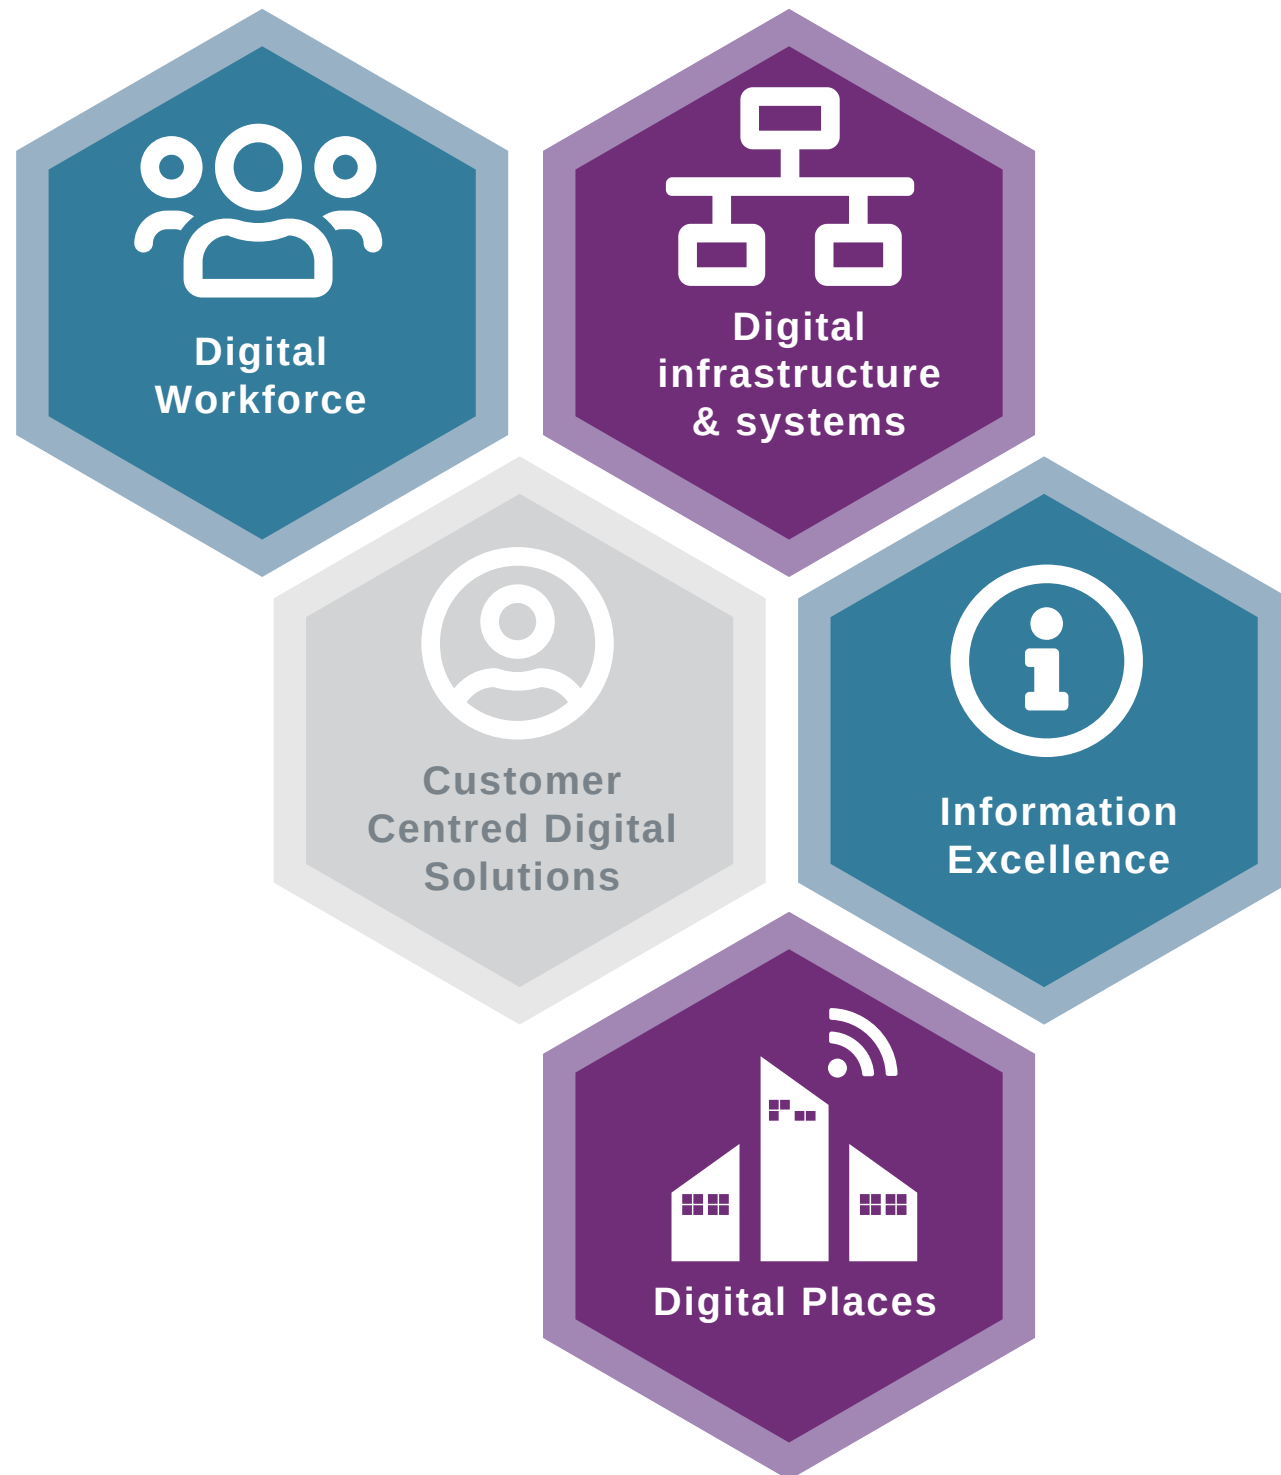 Digital
Workforce
Digital
infrastructure
& systems
Customer
Centred Digital
Solutions
Information
Excellence
Digital Places